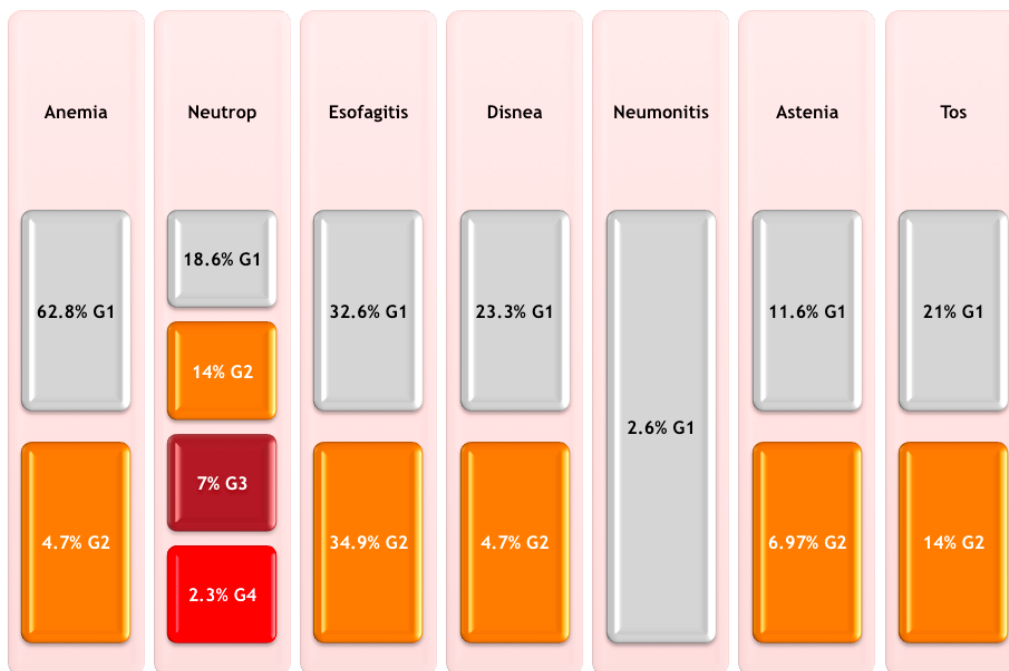 Anemia
62.8% G1
4.7% G2
Neutrop
18.6% G1
14% G2
7% G3
2.3% G4
Esofagitis
32.6% G1
34.9% G2
Disnea
23.3% G1
4.7% G2
Neumonitis
2.6% G1
Astenia
11.6% G1
6.97% G2
Tos
21% G1
14% G2